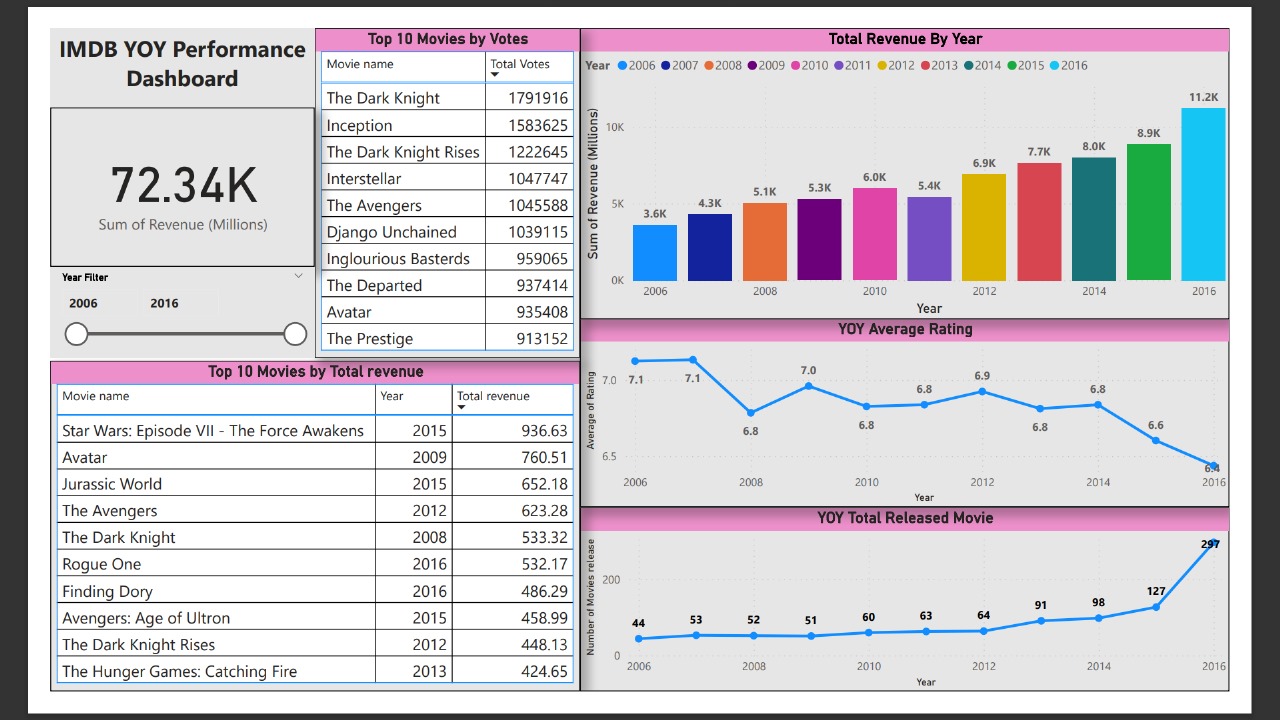 IMDB YOY Performance
Dashboard
72.34K
Sum of Revenue (Millions)
Year Filter
2006 2016
Top 10 Movies by Votes
Movie name Total Votes
The Dark Knight 1791916
Inception 1583625
The Dark Knight Rises 1222645
Interstellar 1047747
The Avengers 1045588
Django Unchained 1039115
Inglourious Basterds 959065
The Departed 937414
Avatar 935408
The Prestige 913152
Top 10 Movies by Total revenue
Movie name Year Total revenue
Star Wars: Episode VII - The Force Awakens 2015 936.63
Avatar 2009 760.51
Jurassic World 2015 652.18
The Avengers 2012 623.28
The Dark Knight 2008 533.32
Rogue One 2016 532.17
Finding Dory 2016 486.29
Avengers: Age of Ultron 2015 458.99
The Dark Knight Rises 2012 448.13
The Hunger Games: Catching Fire 2013 424.65
Total Revenue By Year
Year 2006 2007 2008 2009 2010 2011 2012 2013 2014 2015 2016
Sum of Revenue (Millions)
10K
5K
0K
3.6K 4.3K 5.1K 5.3K 6.0K 5.4K 6.9K 7.7K 8.0K 8.9K 11.2K
2006 2008 2010 2012 2014 2016
Year
YOY Average Rating
Average of Rating
7.0
6.5
7.1 7.1 6.8 7.0 6.8 6.8 6.9 6.8 6.8 6.6 6.4
2006 2008 2010 2012 2014 2016
Year
YOY Total Released Movie
Number of Movies release
200
0
44 53 52 51 60 63 64 91 98 127 297
2006 2008 2010 2012 2014 2016
Year